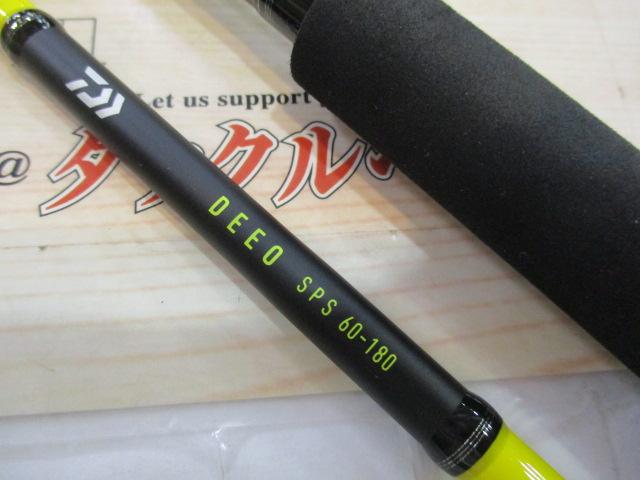 Let us support
@タックル
DEEO SPS 60-180